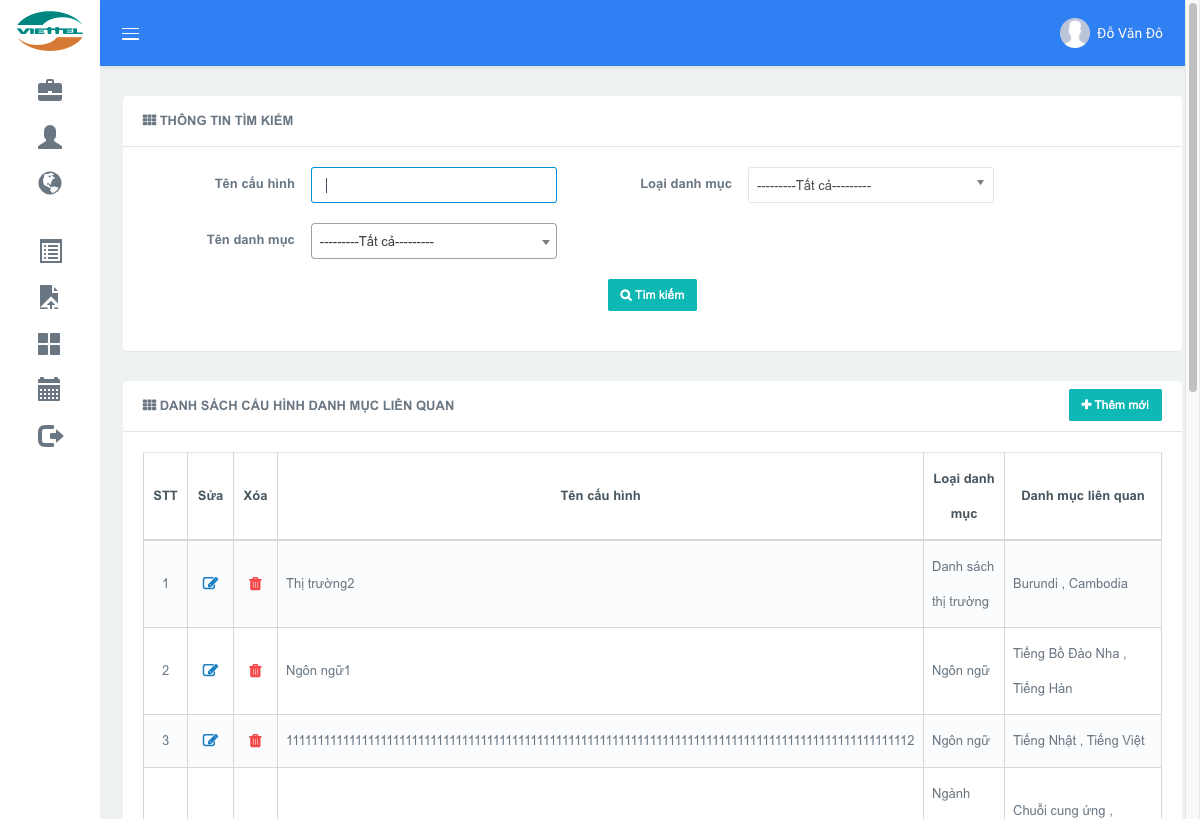 VIETTEL
Đỗ Văn Đô
THÔNG TIN TÌM KIẾM
Tên cấu hình
Loại danh mục
---------Tất cả---------
Tên danh mục
---------Tất cả---------
Tìm kiếm
DANH SÁCH CẤU HÌNH DANH MỤC LIÊN QUAN
Thêm mới
STT Sửa Xóa Tên cấu hình Loại danh mục Danh mục liên quan
1 Thị trường2 Danh sách thị trường Burundi , Cambodia
2 Ngôn ngữ1 Ngôn ngữ Tiếng Bồ Đào Nha , Tiếng Hàn
3 Ngôn ngữ Tiếng Nhật , Tiếng Việt
Ngành
Chuỗi cung ứng ,